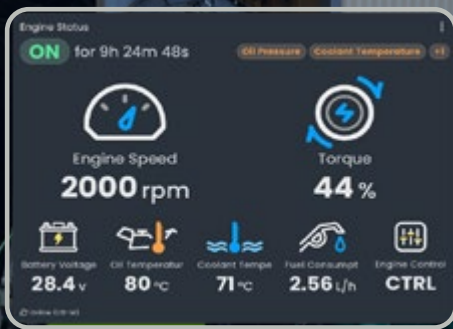 Engine Status
ON for 9h 24m 48s
Oil Pressure
Coolant Temperature
+1
Engine Speed
2000 rpm
Torque
44 %
Battery Voltage
28.4 v
Oil Temperatur
80 °C
Coolant Tempe
71 °C
Fuel Consumpt
2.56 L/h
Engine Control
CTRL